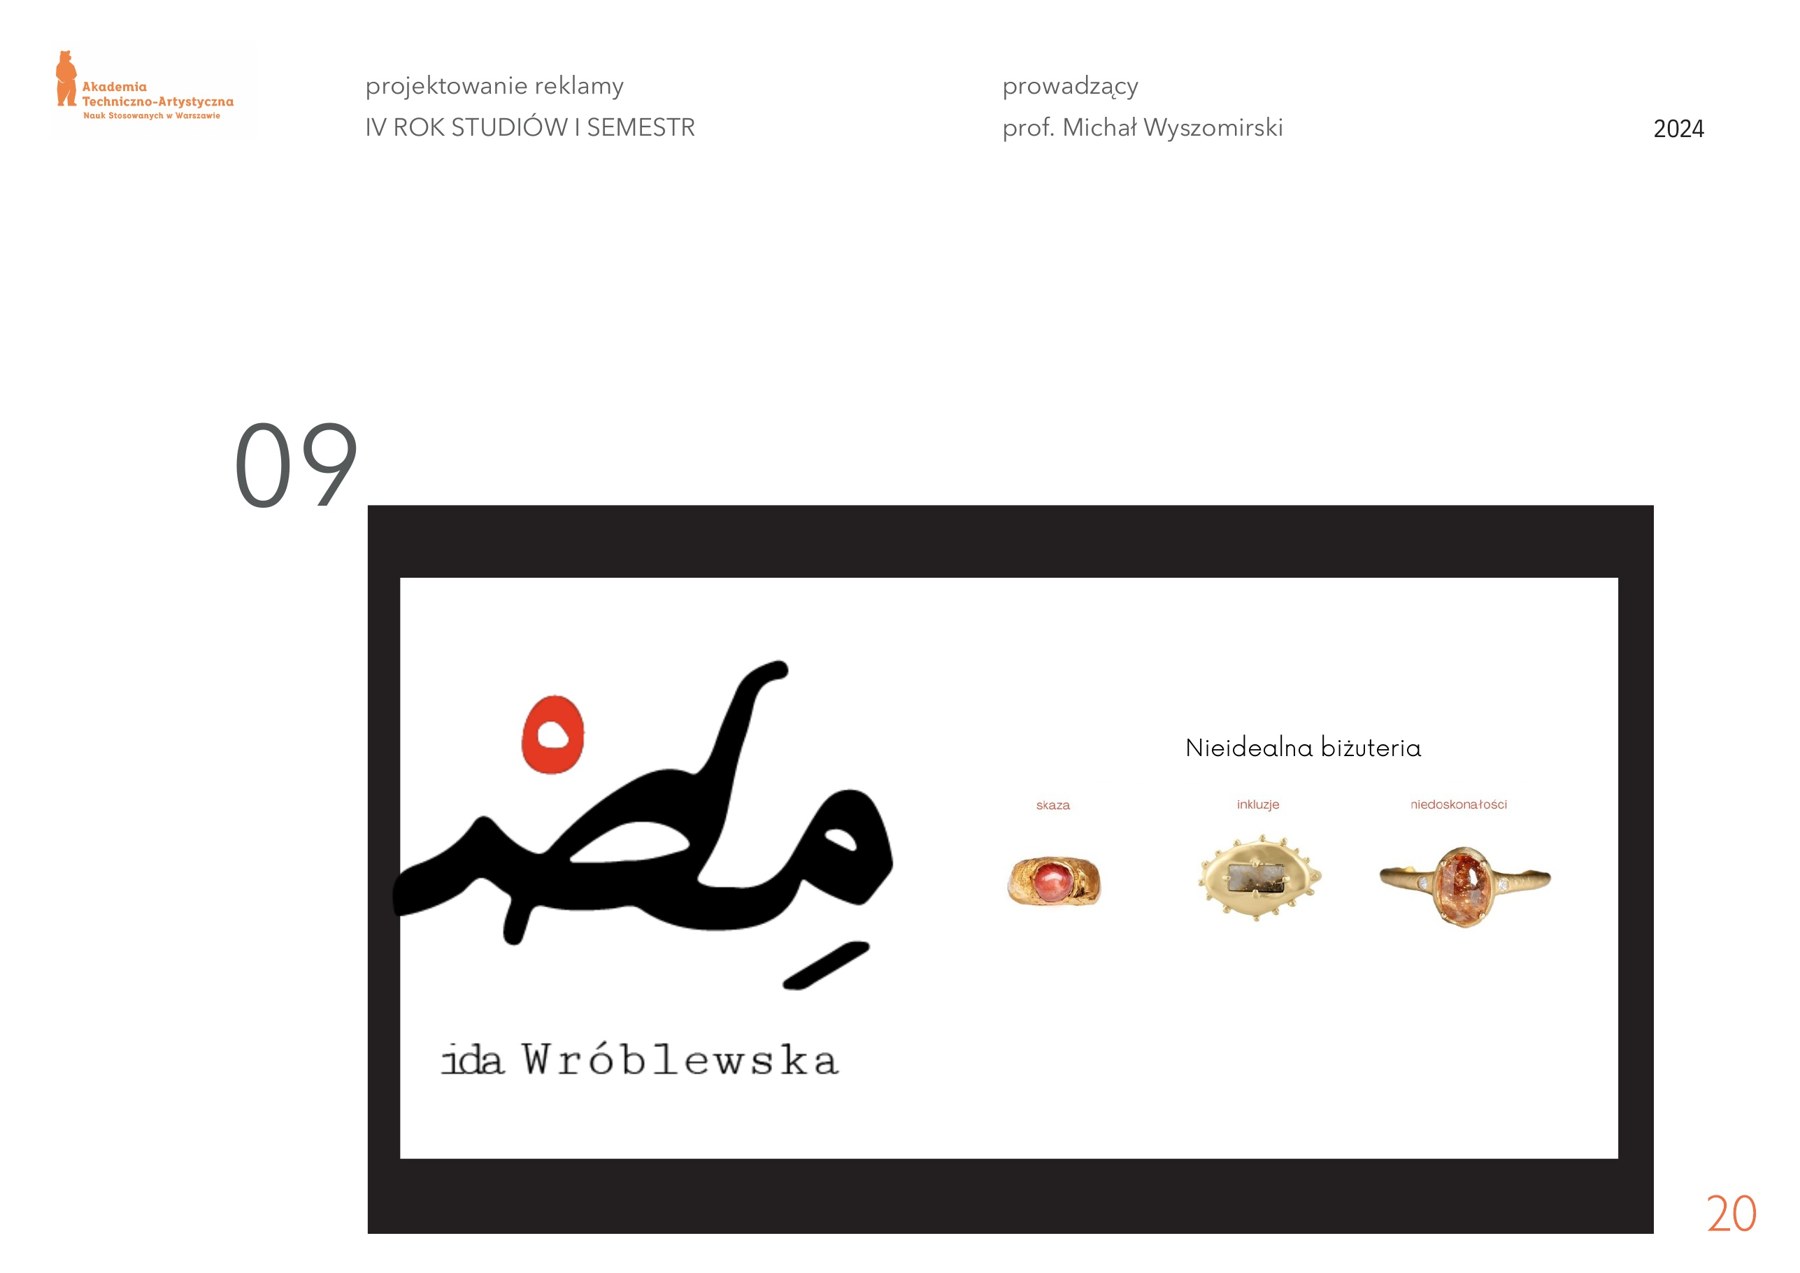 Akademia
Techniczno-Artystyczna
Nauk Stosowanych w Warszawie
projektowanie reklamy
IV ROK STUDIÓW I SEMESTR
prowadzący
prof. Michał Wyszomirski
2024
09
Nieidealna biżuteria
skaza
inkluzje
niedoskonałości
ida Wróblewska
20